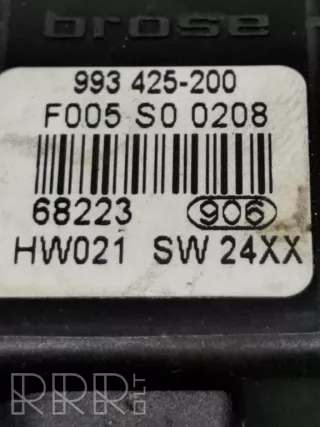 brose
993 425-200
F005 S0 0208
68223 906
HW021 SW 24XX
RRR.LT